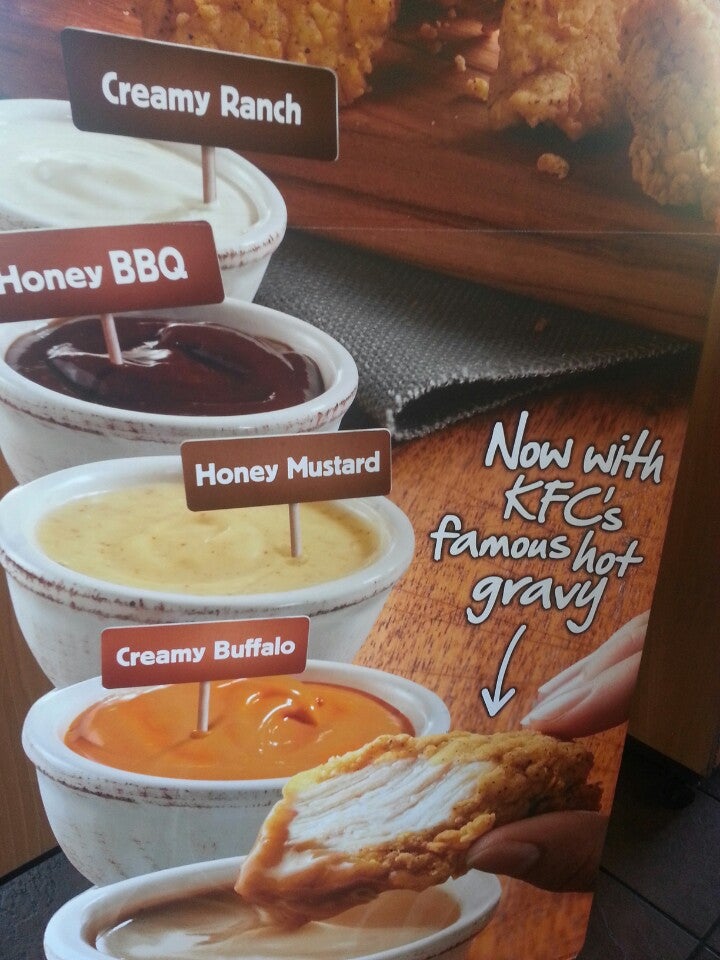 Creamy Ranch
Honey BBQ
Honey Mustard
Now with
KFC's
famous hot
gravy
Creamy Buffalo